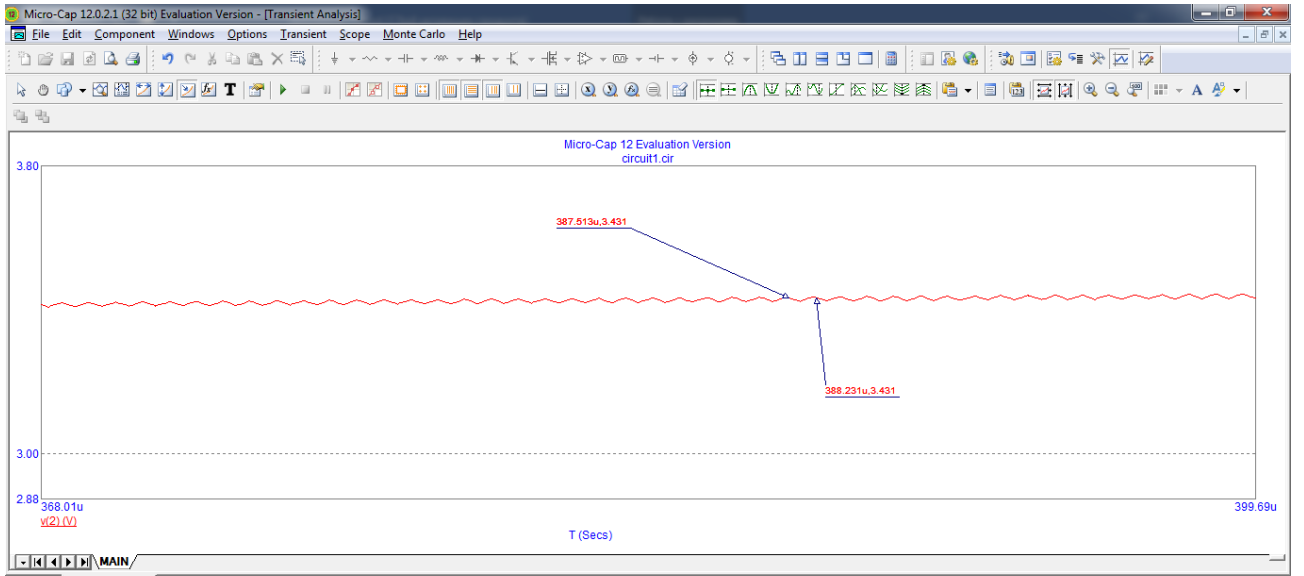 Micro-Cap 12.0.2.1 (32 bit) Evaluation Version - [Transient Analysis]
File Edit Component Windows Options Transient Scope Monte Carlo Help
Micro-Cap 12 Evaluation Version
circuit1.cir
3.80
387.513u,3.431
388.231u,3.431
3.00
2.88
368.01u
399.69u
v(2) (V)
T (Secs)
MAIN